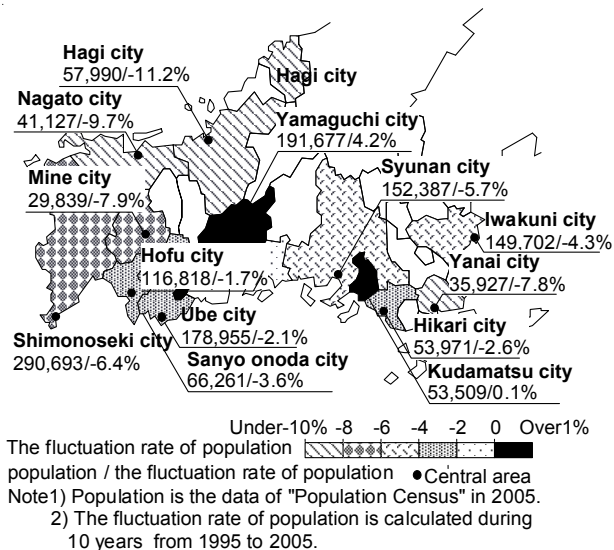 Hagi city
57,990/-11.2%
Hagi city
Nagato city
41,127/-9.7%
Yamaguchi city
191,677/4.2%
Syunan city
152,387/-5.7%
Mine city
29,839/-7.9%
Iwakuni city
149,702/-4.3%
Hofu city
116,818/-1.7%
Yanai city
35,927/-7.8%
Ube city
178,955/-2.1%
Hikari city
53,971/-2.6%
Shimonoseki city
290,693/-6.4%
Sanyo onoda city
66,261/-3.6%
Kudamatsu city
53,509/0.1%
Under-10% -8 -6 -4 -2 0 Over1%
The fluctuation rate of population
population / the fluctuation rate of population ●Central area
Note1) Population is the data of "Population Census" in 2005.
2) The fluctuation rate of population is calculated during
10 years from 1995 to 2005.